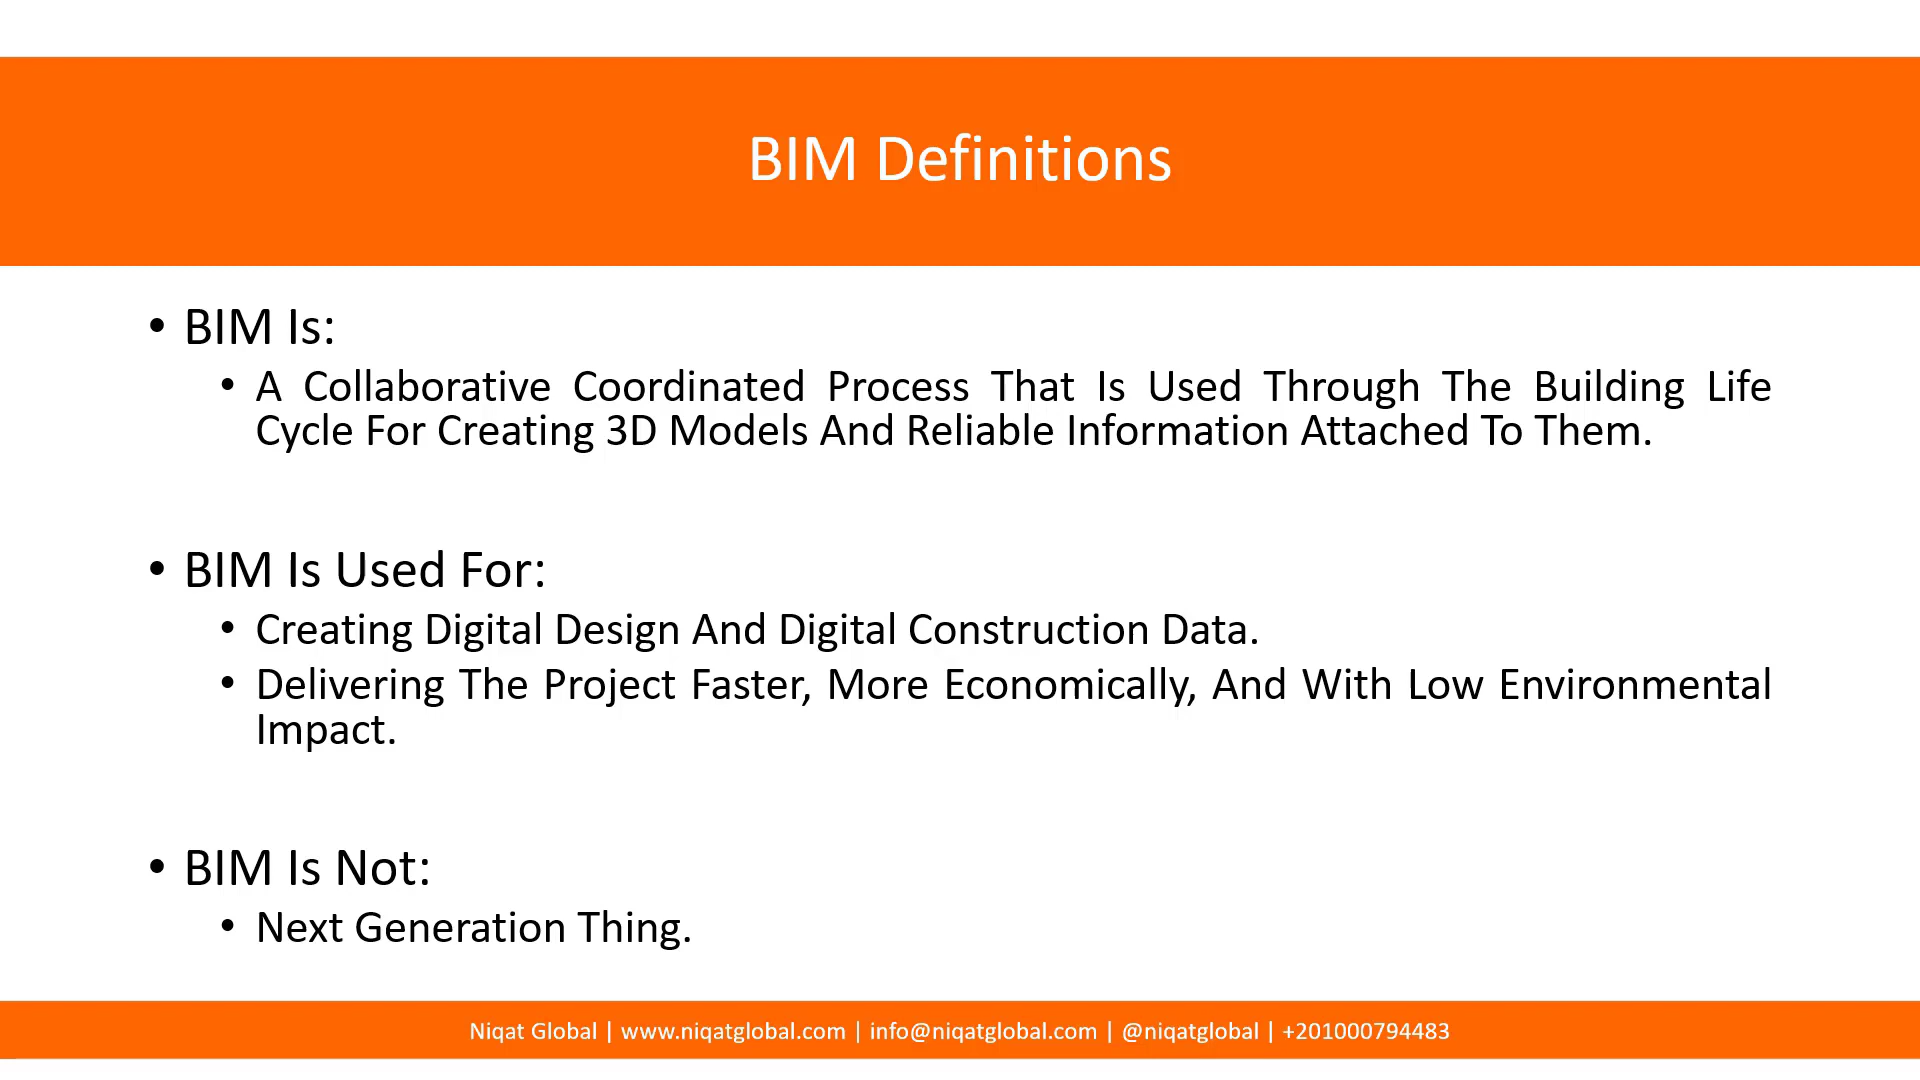 BIM Definitions
• BIM Is:
• A Collaborative Coordinated Process That Is Used Through The Building Life
Cycle For Creating 3D Models And Reliable Information Attached To Them.
• BIM Is Used For:
• Creating Digital Design And Digital Construction Data.
• Delivering The Project Faster, More Economically, And With Low Environmental
Impact.
• BIM Is Not:
• Next Generation Thing.
Niqat Global | www.niqatglobal.com | info@niqatglobal.com | @niqatglobal | +201000794483